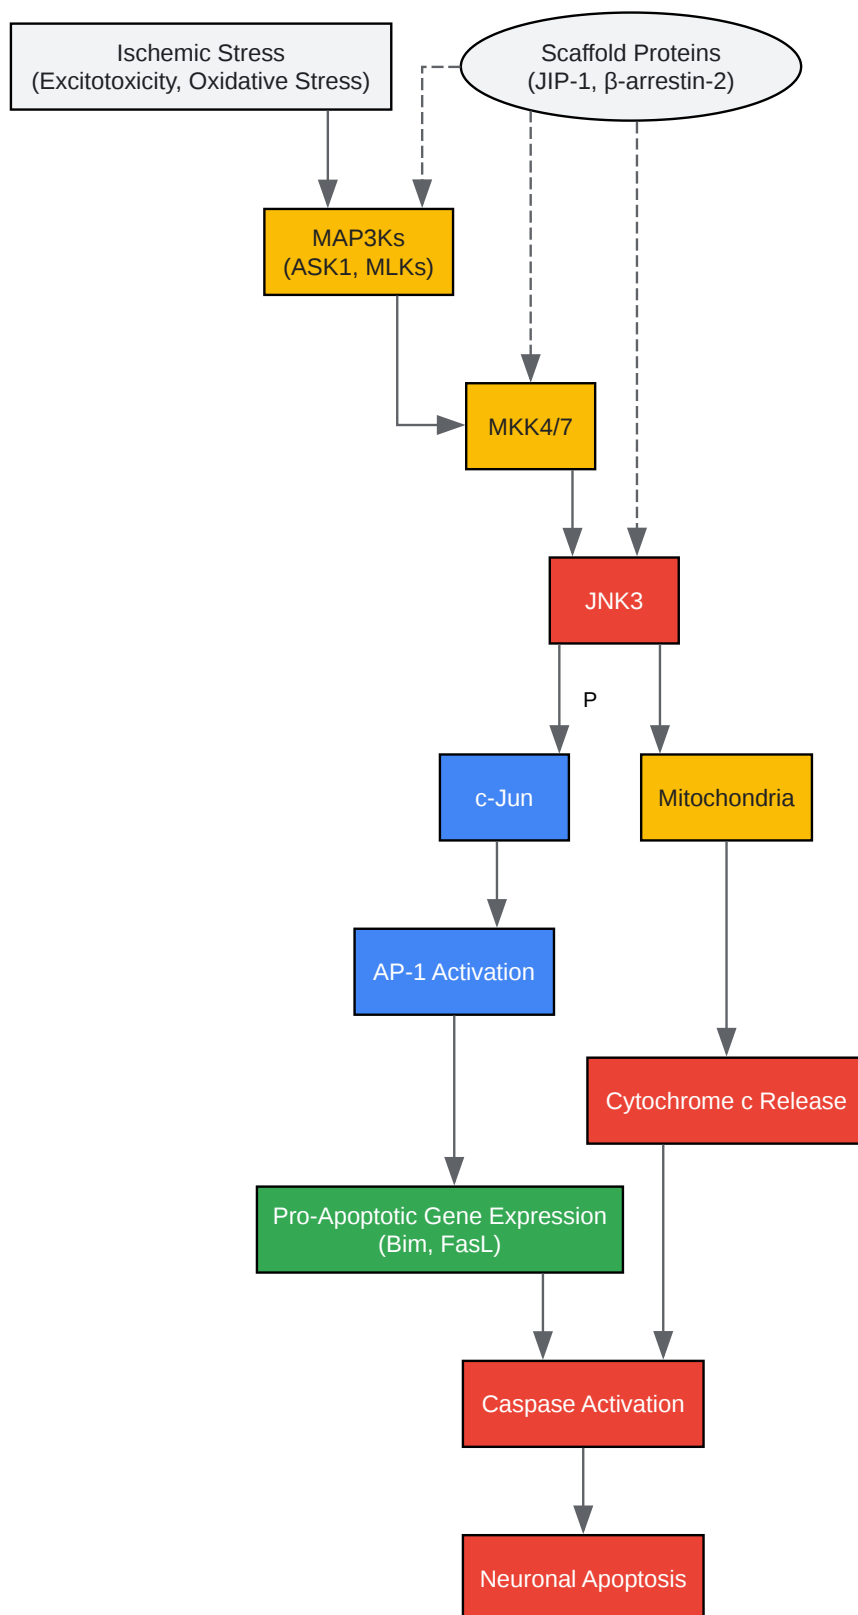 Ischemic Stress
(Excitotoxicity, Oxidative Stress)
Scaffold Proteins
(JIP-1, β-arrestin-2)
MAP3Ks
(ASK1, MLKs)
MKK4/7
JNK3
P
c-Jun
Mitochondria
AP-1 Activation
Cytochrome c Release
Pro-Apoptotic Gene Expression
(Bim, FasL)
Caspase Activation
Neuronal Apoptosis